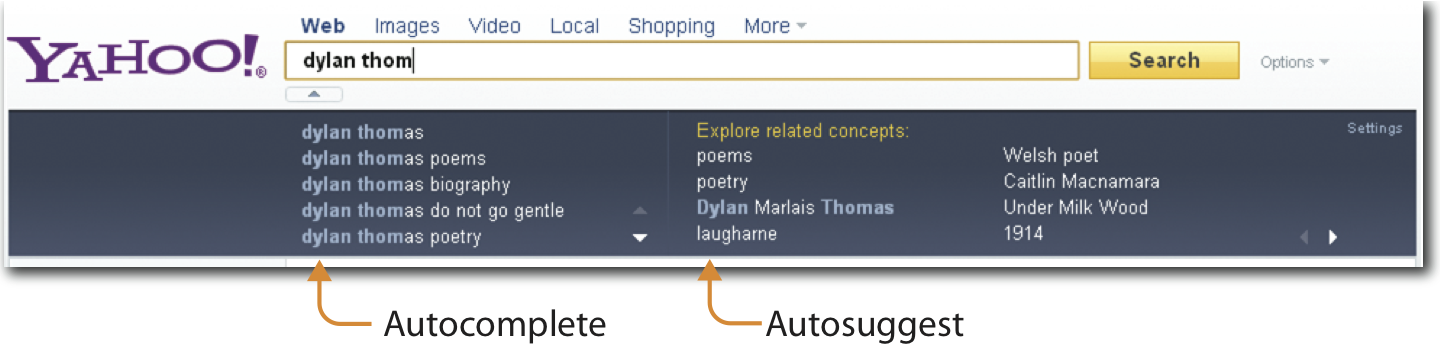 Web Images Video Local Shopping More
YAHOO!®
dylan thom
Search
Options
dylan thomas
dylan thomas poems
dylan thomas biography
dylan thomas do not go gentle
dylan thomas poetry
Explore related concepts:
poems
poetry
Dylan Marlais Thomas
laugharne
Welsh poet
Caitlin Macnamara
Under Milk Wood
1914
Settings
Autocomplete
Autosuggest